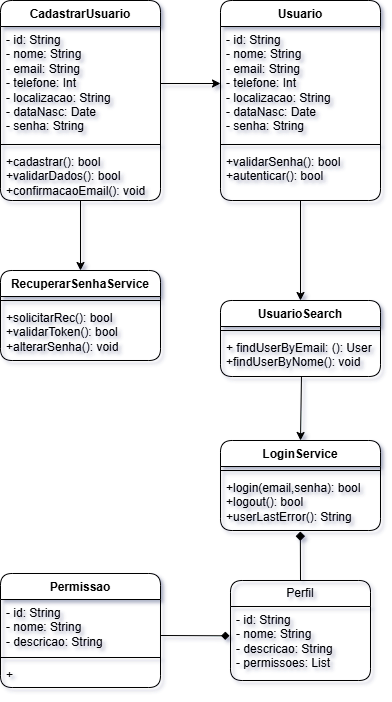 CadastrarUsuario
- id: String
- nome: String
- email: String
- telefone: Int
- localizacao: String
- dataNasc: Date
- senha: String
+cadastrar(): bool
+validarDados(): bool
+confirmacaoEmail(): void
Usuario
- id: String
- nome: String
- email: String
- telefone: Int
- localizacao: String
- dataNasc: Date
- senha: String
+validarSenha(): bool
+autenticar(): bool
RecuperarSenhaService
+solicitarRec(): bool
+validarToken(): bool
+alterarSenha(): void
UsuarioSearch
+ findUserByEmail: (): User
+findUserByNome(): void
LoginService
+login(email,senha): bool
+logout(): bool
+userLastError(): String
Permissao
- id: String
- nome: String
- descricao: String
+
Perfil
- id: String
- nome: String
- descricao: String
- permissoes: List